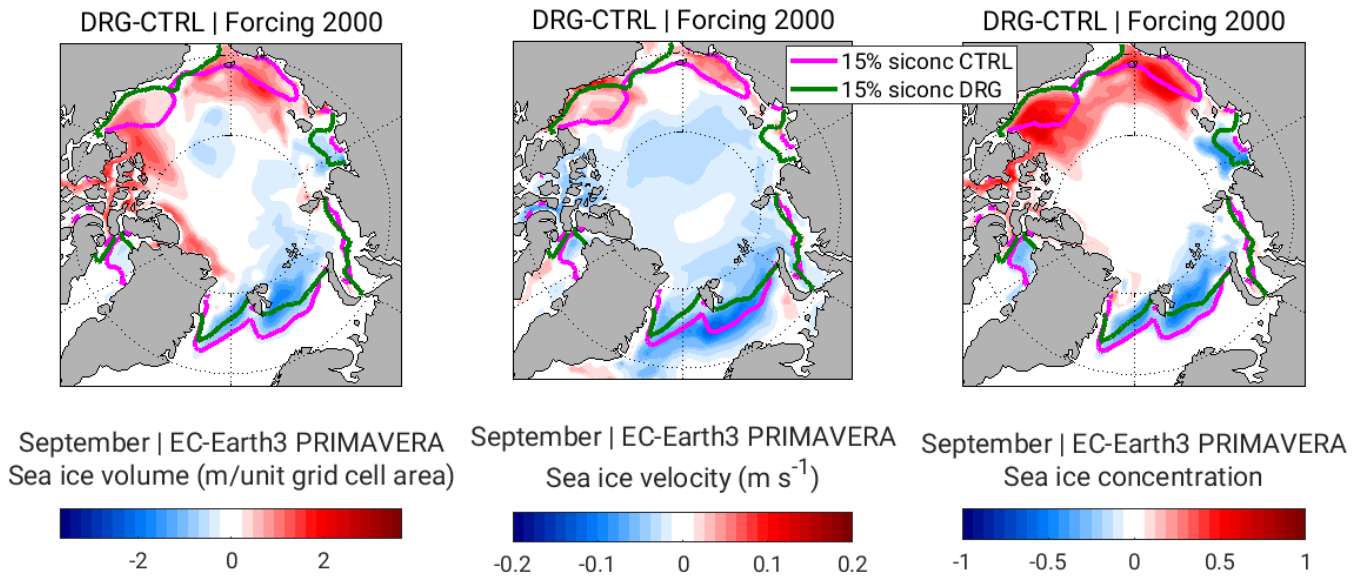 DRG-CTRL | Forcing 2000
DRG-CTRL | Forcing 2000
DRG-CTRL | Forcing 2000
15% siconc CTRL
15% siconc DRG
September | EC-Earth3 PRIMAVERA
Sea ice volume (m/unit grid cell area)
-2 0 2
September | EC-Earth3 PRIMAVERA
Sea ice velocity (m s⁻¹)
-0.2 -0.1 0 0.1 0.2
September | EC-Earth3 PRIMAVERA
Sea ice concentration
-1 -0.5 0 0.5 1